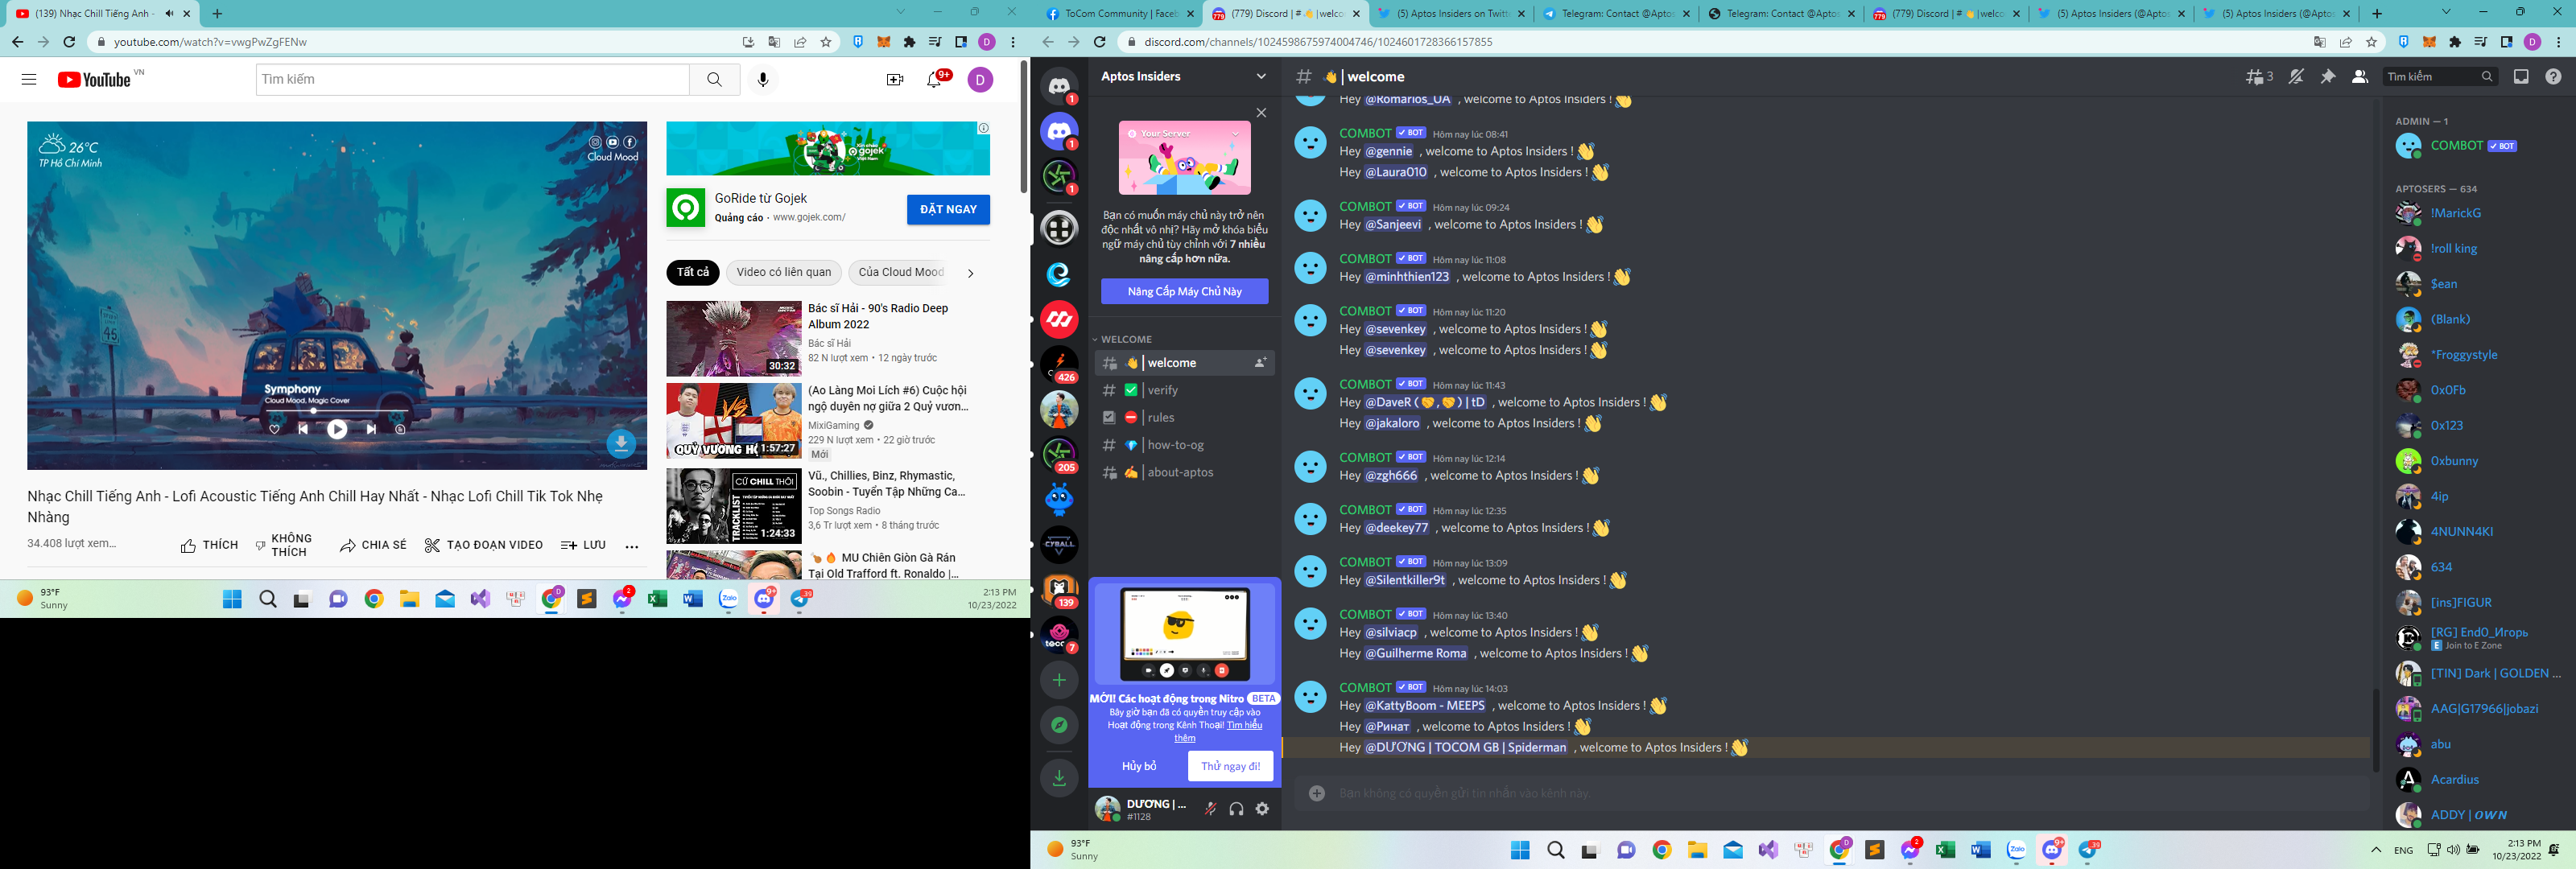 (139) Nhạc Chill Tiếng Anh -
youtube.com/watch?v=vwgPwZgFENw
YouTube VN
Tìm kiếm
9+
D
26°C
TP Hồ Chí Minh
Cloud Mood
SPEED LIMIT 45
Symphony
Cloud Mood, Magic Cover
Nhạc Chill Tiếng Anh - Lofi Acoustic Tiếng Anh Chill Hay Nhất - Nhạc Lofi Chill Tik Tok Nhẹ
Nhàng
34.408 lượt xem...
THÍCH
KHÔNG
THÍCH
CHIA SẺ
TẠO ĐOẠN VIDEO
LƯU
gojek
GoRide từ Gojek
Quảng cáo · www.gojek.com/
ĐẶT NGAY
Tất cả
Video có liên quan
Của Cloud Mood
Bác sĩ Hải - 90's Radio Deep
Album 2022
Bác sĩ Hải
82 N lượt xem • 12 ngày trước
30:32
(Ao Làng Moi Lích #6) Cuộc hội
ngộ duyên nợ giữa 2 Quỷ vươn...
MixiGaming
229 N lượt xem • 22 giờ trước
Mới
VS
1:57:27
Vũ., Chillies, Binz, Rhymastic,
Soobin - Tuyển Tập Những Ca...
Top Songs Radio
3,6 Tr lượt xem • 8 tháng trước
CỨ CHILL THÔI
TRACKLIST
1:24:33
🍗🔥 MU Chiên Giòn Gà Rán
Tại Old Trafford ft. Ronaldo |...
93°F
Sunny
2:13 PM
10/23/2022
ToCom Community | Faceb
(779) Discord | #👋|welco
(5) Aptos Insiders on Twitt
Telegram: Contact @Aptos
Telegram: Contact @Aptos
(779) Discord | #👋|welco
(5) Aptos Insiders (@Aptos
(5) Aptos Insiders (@Aptos
discord.com/channels/1024598675974004746/1024601728366157855
1
1
1
426
205
CYBALL
139
7
Aptos Insiders
Your Server
Bạn có muốn máy chủ này trở nên
độc nhất vô nhị? Hãy mở khóa biểu
ngữ máy chủ tùy chỉnh với 7 nhiều
nâng cấp hơn nữa.
Nâng Cấp Máy Chủ Này
WELCOME
👋 | welcome
✅ | verify
⛔ | rules
💎 | how-to-og
✍ | about-aptos
MỚI! Các hoạt động trong Nitro BETA
Bây giờ bạn đã có quyền truy cập vào
Hoạt động trong Kênh Thoại! Tìm hiểu
thêm
Hủy bỏ
Thử ngay đi!
DƯƠNG | ...
#1128
👋 | welcome
3
Tìm kiếm
Hey @Romarios_UA , welcome to Aptos Insiders ! 👋
COMBOT BOT Hôm nay lúc 08:41
Hey @gennie , welcome to Aptos Insiders ! 👋
Hey @Laura010 , welcome to Aptos Insiders ! 👋
COMBOT BOT Hôm nay lúc 09:24
Hey @Sanjeevi , welcome to Aptos Insiders ! 👋
COMBOT BOT Hôm nay lúc 11:08
Hey @minhthien123 , welcome to Aptos Insiders ! 👋
COMBOT BOT Hôm nay lúc 11:20
Hey @sevenkey , welcome to Aptos Insiders ! 👋
Hey @sevenkey , welcome to Aptos Insiders ! 👋
COMBOT BOT Hôm nay lúc 11:43
Hey @DaveR (🤝,🤝) | tD , welcome to Aptos Insiders ! 👋
Hey @jakaloro , welcome to Aptos Insiders ! 👋
COMBOT BOT Hôm nay lúc 12:14
Hey @zgh666 , welcome to Aptos Insiders ! 👋
COMBOT BOT Hôm nay lúc 12:35
Hey @deekey77 , welcome to Aptos Insiders ! 👋
COMBOT BOT Hôm nay lúc 13:09
Hey @Silentkiller9t , welcome to Aptos Insiders ! 👋
COMBOT BOT Hôm nay lúc 13:40
Hey @silviacp , welcome to Aptos Insiders ! 👋
Hey @Guilherme Roma , welcome to Aptos Insiders ! 👋
COMBOT BOT Hôm nay lúc 14:03
Hey @KattyBoom - MEEPS , welcome to Aptos Insiders ! 👋
Hey @Ринат , welcome to Aptos Insiders ! 👋
Hey @DƯƠNG | TOCOM GB | Spiderman , welcome to Aptos Insiders ! 👋
Bạn không có quyền gửi tin nhắn vào kênh này.
ADMIN — 1
COMBOT BOT
APTOSERS — 634
!MarickG
!roll king
$ean
(Blank)
*Froggystyle
0x0Fb
0x123
0xbunny
4ip
4NUNN4KI
634
[ins]FIGUR
[RG] End0_Игорь
Join to E Zone
[TIN] Dark | GOLDEN ...
AAG|G17966|jobazi
abu
Acardius
ADDY | OWN
93°F
Sunny
ENG
2:13 PM
10/23/2022